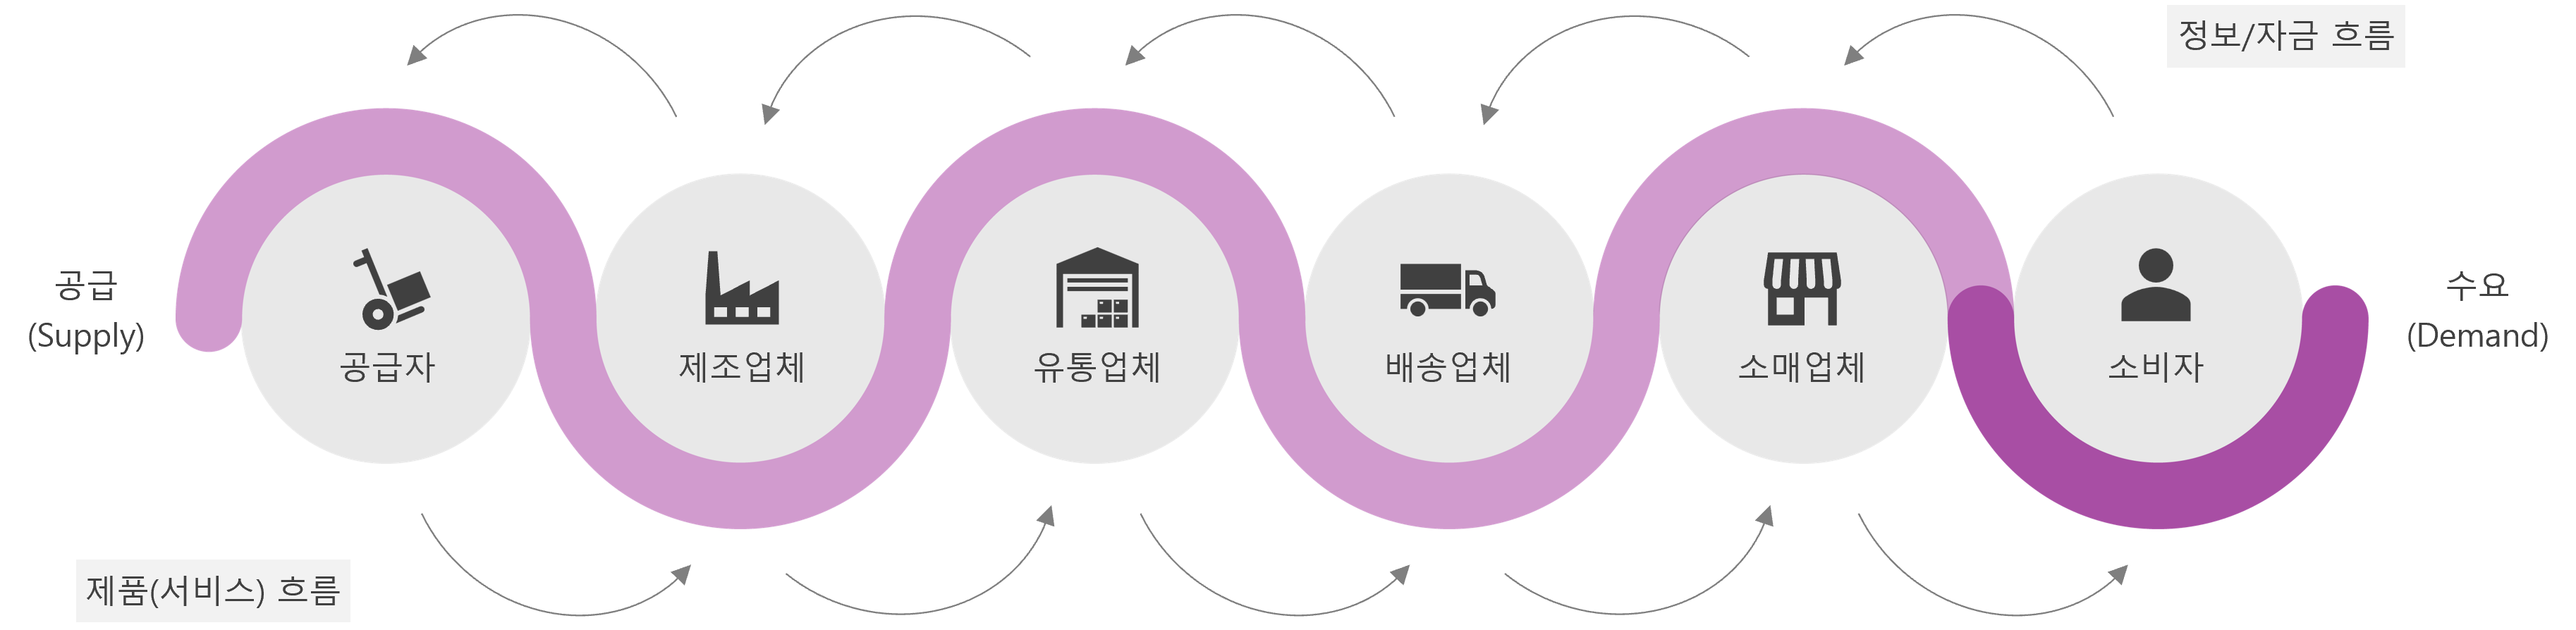 정보/자금 흐름
공급
(Supply)
공급자
제조업체
유통업체
배송업체
소매업체
소비자
수요
(Demand)
제품(서비스) 흐름